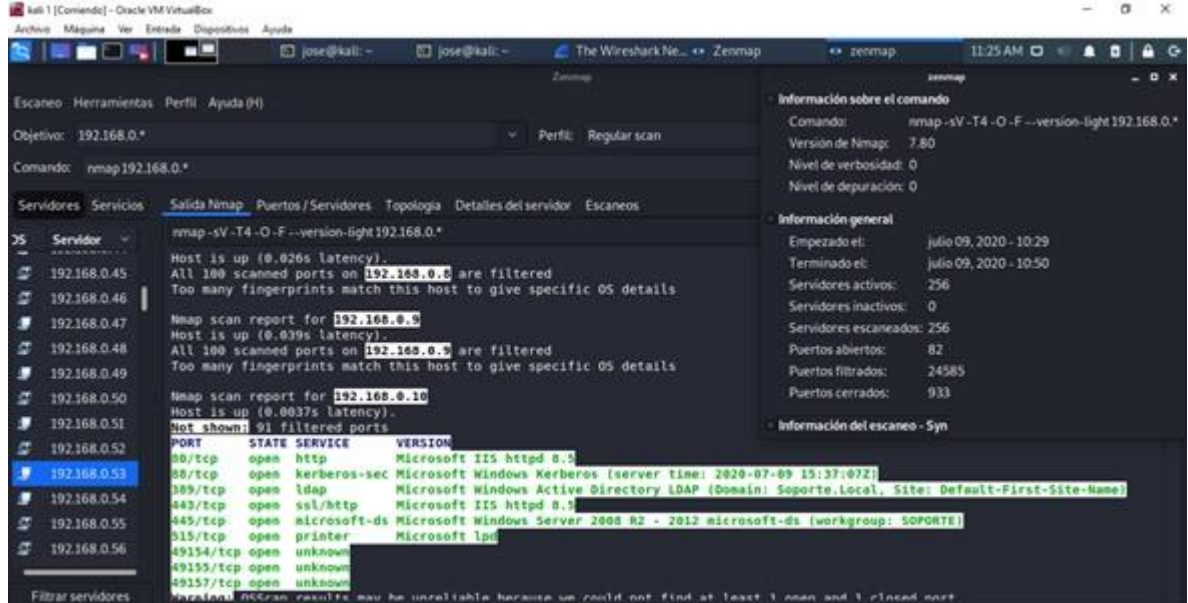 kali 1 [Corriendo] - Oracle VM VirtualBox
Archivo Máquina Ver Entrada Dispositivos Ayuda
jose@kali: ~ jose@kali: ~ The Wireshark Ne... Zenmap zenmap 11:25 AM
Zenmap
Escaneo Herramientas Perfil Ayuda (H)
Objetivo: 192.168.0.* Perfil: Regular scan
Comando: nmap 192.168.0.*
Servidores Servicios Salida Nmap Puertos / Servidores Topología Detalles del servidor Escaneos
OS Servidor
192.168.0.45
192.168.0.46
192.168.0.47
192.168.0.48
192.168.0.49
192.168.0.50
192.168.0.51
192.168.0.52
192.168.0.53
192.168.0.54
192.168.0.55
192.168.0.56
Filtrar servidores
nmap -sV -T4 -O -F --version-light 192.168.0.*
Host is up (0.026s latency).
All 100 scanned ports on 192.168.0.8 are filtered
Too many fingerprints match this host to give specific OS details
Nmap scan report for 192.168.0.9
Host is up (0.039s latency).
All 100 scanned ports on 192.168.0.9 are filtered
Too many fingerprints match this host to give specific OS details
Nmap scan report for 192.168.0.10
Host is up (0.0037s latency).
Not shown: 91 filtered ports
PORT STATE SERVICE VERSION
80/tcp open http Microsoft IIS httpd 8.5
88/tcp open kerberos-sec Microsoft Windows Kerberos (server time: 2020-07-09 15:37:07Z)
389/tcp open ldap Microsoft Windows Active Directory LDAP (Domain: Soporte.Local, Site: Default-First-Site-Name)
443/tcp open ssl/http Microsoft IIS httpd 8.5
445/tcp open microsoft-ds Microsoft Windows Server 2008 R2 - 2012 microsoft-ds (workgroup: SOPORTE)
515/tcp open printer Microsoft lpd
49154/tcp open unknown
49155/tcp open unknown
49157/tcp open unknown
Warning: OSScan results may be unreliable because we could not find at least 1 open and 1 closed port
zenmap
Información sobre el comando
Comando: nmap -sV -T4 -O -F --version-light 192.168.0.*
Versión de Nmap: 7.80
Nivel de verbosidad: 0
Nivel de depuración: 0
Información general
Empezado el: julio 09, 2020 - 10:29
Terminado el: julio 09, 2020 - 10:50
Servidores activos: 256
Servidores inactivos: 0
Servidores escaneados: 256
Puertos abiertos: 82
Puertos filtrados: 24585
Puertos cerrados: 933
Información del escaneo - Syn